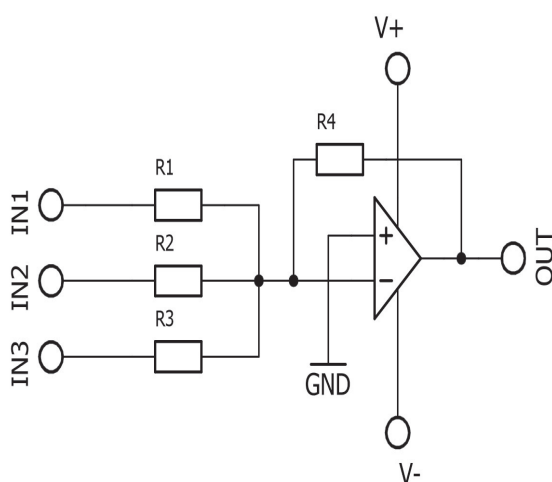 V+
R4
R1
IN1
R2
IN2
+
-
OUT
R3
IN3
GND
V-